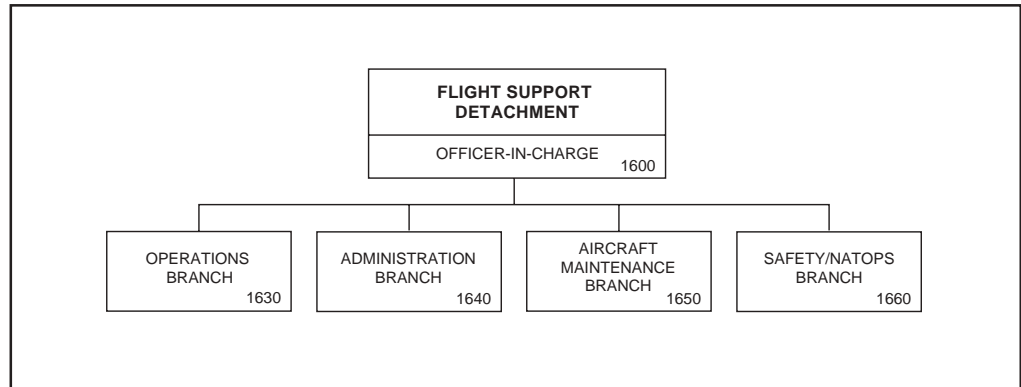 FLIGHT SUPPORT
DETACHMENT
OFFICER-IN-CHARGE
1600
OPERATIONS
BRANCH
1630
ADMINISTRATION
BRANCH
1640
AIRCRAFT
MAINTENANCE
BRANCH
1650
SAFETY/NATOPS
BRANCH
1660